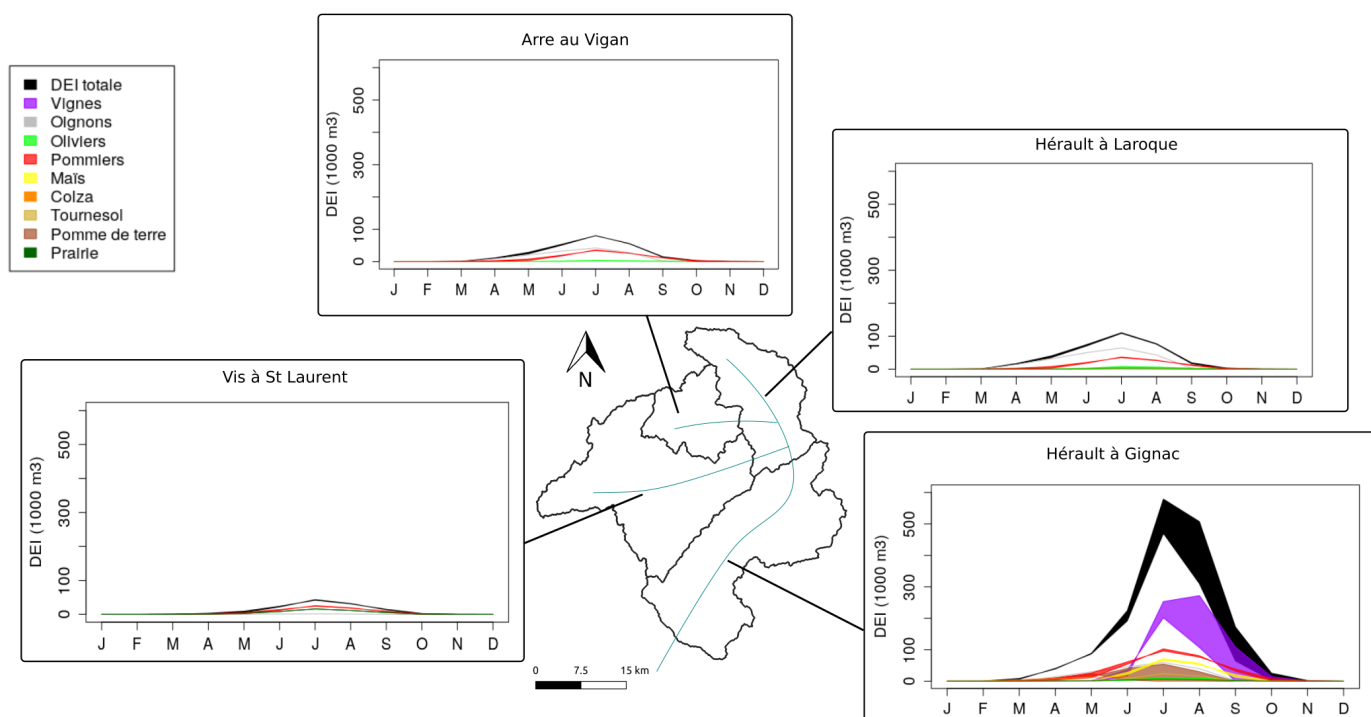 DEI totale
Vignes
Oignons
Oliviers
Pommiers
Maïs
Colza
Tournesol
Pomme de terre
Prairie
Arre au Vigan
DEI (1000 m3)
0 100 300 500
J F M A M J J A S O N D
Hérault à Laroque
DEI (1000 m3)
0 100 300 500
J F M A M J J A S O N D
Vis à St Laurent
DEI (1000 m3)
0 100 300 500
J F M A M J J A S O N D
N
0 7.5 15 km
Hérault à Gignac
DEI (1000 m3)
0 100 300 500
J F M A M J J A S O N D